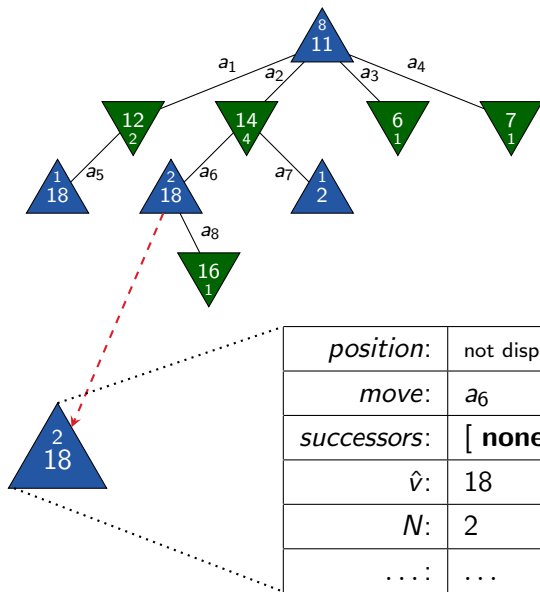 8
11
a1 a2 a3 a4
12
2
14
4
6
1
7
1
1
18
a5
2
18
a6 a7
1
2
a8
16
1
2
18
position: not disp
move: a6
successors: [ none
v̂: 18
N: 2
...: ...